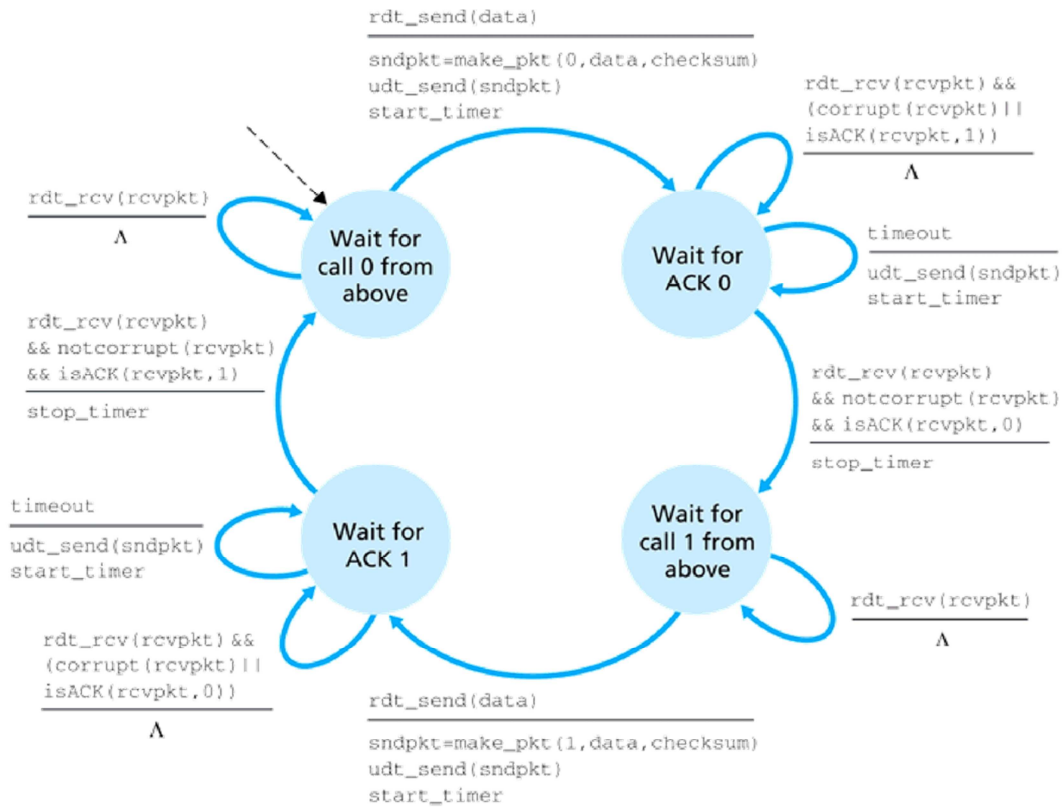 rdt_send(data)
sndpkt=make_pkt(0,data,checksum)
udt_send(sndpkt)
start_timer
rdt_rcv(rcvpkt) &&
(corrupt(rcvpkt)||
isACK(rcvpkt,1))
Λ
rdt_rcv(rcvpkt)
Λ
Wait for
call 0 from
above
Wait for
ACK 0
timeout
udt_send(sndpkt)
start_timer
rdt_rcv(rcvpkt)
&& notcorrupt(rcvpkt)
&& isACK(rcvpkt,1)
stop_timer
rdt_rcv(rcvpkt)
&& notcorrupt(rcvpkt)
&& isACK(rcvpkt,0)
stop_timer
timeout
udt_send(sndpkt)
start_timer
Wait for
ACK 1
Wait for
call 1 from
above
rdt_rcv(rcvpkt)
Λ
rdt_rcv(rcvpkt) &&
(corrupt(rcvpkt)||
isACK(rcvpkt,0))
Λ
rdt_send(data)
sndpkt=make_pkt(1,data,checksum)
udt_send(sndpkt)
start_timer